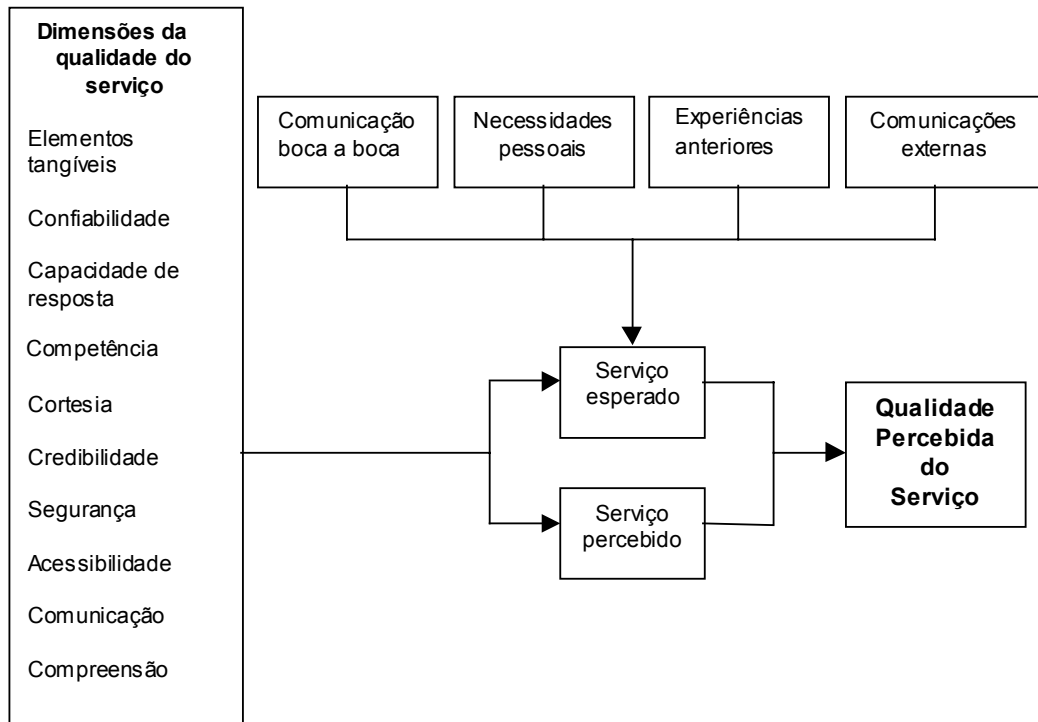 Dimensões da
qualidade do
serviço
Elementos
tangíveis
Confiabilidade
Capacidade de
resposta
Competência
Cortesia
Credibilidade
Segurança
Acessibilidade
Comunicação
Compreensão
Comunicação
boca a boca
Necessidades
pessoais
Experiências
anteriores
Comunicações
externas
Serviço
esperado
Serviço
percebido
Qualidade
Percebida
do
Serviço